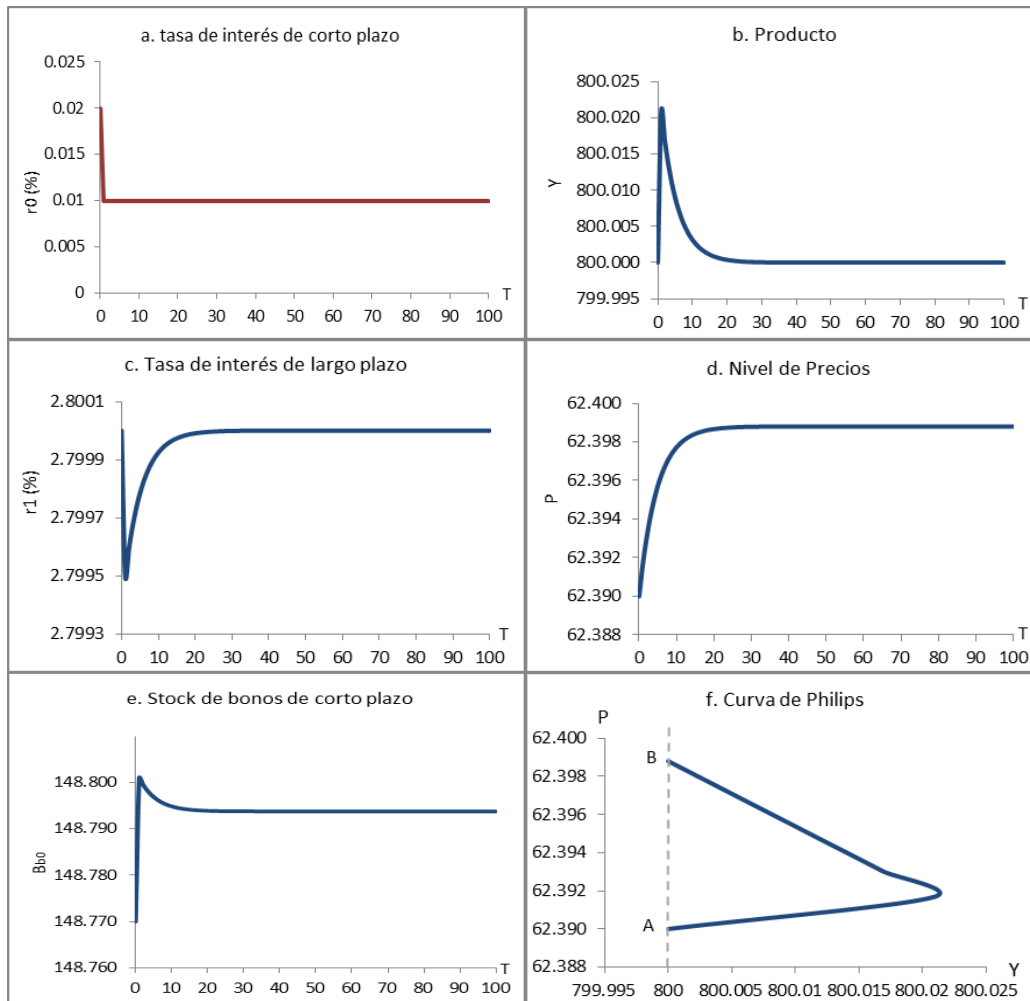 a. tasa de interés de corto plazo
0.025
0.02
0.015
0.01
0.005
0
r0 (%)
0 10 20 30 40 50 60 70 80 90 100
T
b. Producto
800.025
800.020
800.015
800.010
800.005
800.000
799.995
Y
0 10 20 30 40 50 60 70 80 90 100
T
c. Tasa de interés de largo plazo
2.8001
2.7999
2.7997
2.7995
2.7993
r1 (%)
0 10 20 30 40 50 60 70 80 90 100
T
d. Nivel de Precios
62.400
62.398
62.396
62.394
62.392
62.390
62.388
P
0 10 20 30 40 50 60 70 80 90 100
T
e. Stock de bonos de corto plazo
148.800
148.790
148.780
148.770
148.760
Bb0
0 10 20 30 40 50 60 70 80 90 100
T
f. Curva de Philips
P
62.400
62.398
62.396
62.394
62.392
62.390
62.388
B
A
Y
799.995 800 800.005 800.01 800.015 800.02 800.025